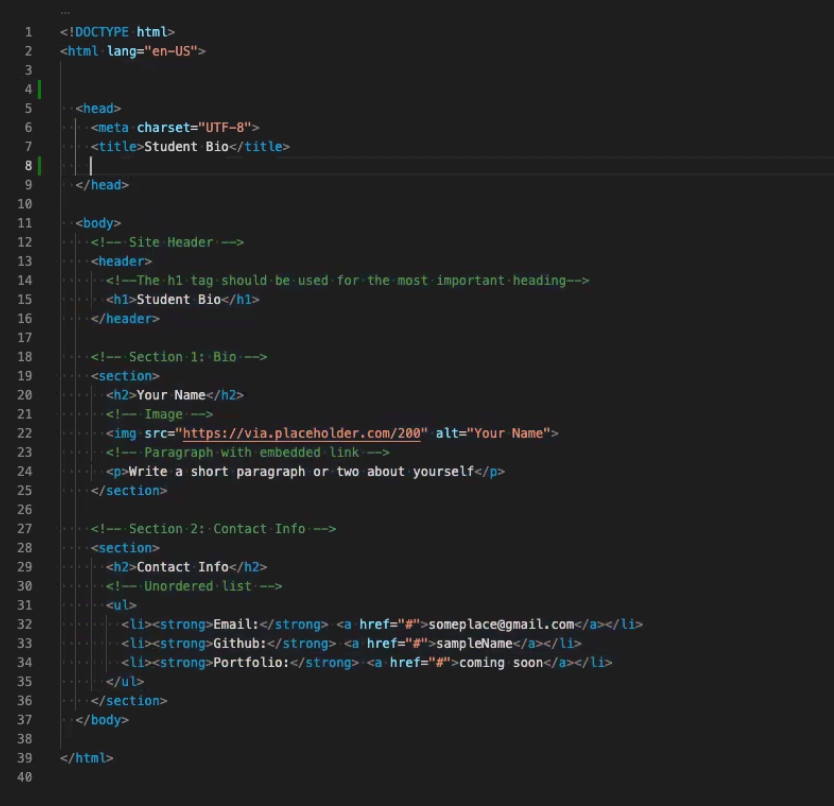 …
1 <!DOCTYPE html>
2 <html lang="en-US">
3
4
5 <head>
6 <meta charset="UTF-8">
7 <title>Student Bio</title>
8
9 </head>
10
11 <body>
12 <!-- Site Header -->
13 <header>
14 <!--The h1 tag should be used for the most important heading-->
15 <h1>Student Bio</h1>
16 </header>
17
18 <!-- Section 1: Bio -->
19 <section>
20 <h2>Your Name</h2>
21 <!-- Image -->
22 <img src="https://via.placeholder.com/200" alt="Your Name">
23 <!-- Paragraph with embedded link -->
24 <p>Write a short paragraph or two about yourself</p>
25 </section>
26
27 <!-- Section 2: Contact Info -->
28 <section>
29 <h2>Contact Info</h2>
30 <!-- Unordered list -->
31 <ul>
32 <li><strong>Email:</strong> <a href="#">someplace@gmail.com</a></li>
33 <li><strong>Github:</strong> <a href="#">sampleName</a></li>
34 <li><strong>Portfolio:</strong> <a href="#">coming soon</a></li>
35 </ul>
36 </section>
37 </body>
38
39 </html>
40